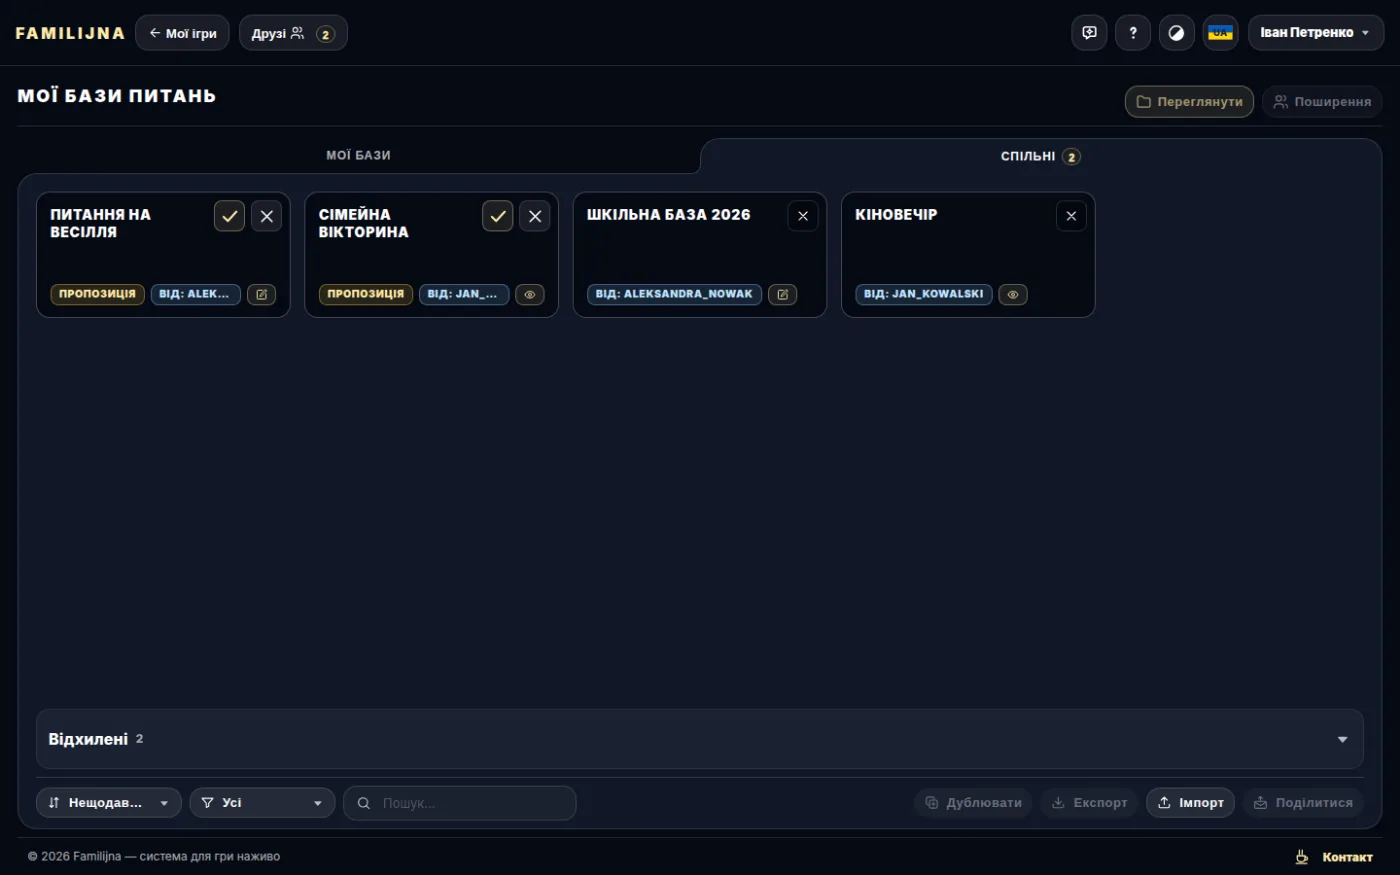 FAMILIJNA
← Мої ігри
Друзі 2
?
UA
Іван Петренко
МОЇ БАЗИ ПИТАНЬ
Переглянути
Поширення
МОЇ БАЗИ
СПІЛЬНІ 2
ПИТАННЯ НА
ВЕСІЛЛЯ
ПРОПОЗИЦІЯ
ВІД: ALEK...
СІМЕЙНА
ВІКТОРИНА
ПРОПОЗИЦІЯ
ВІД: JAN_...
ШКІЛЬНА БАЗА 2026
ВІД: ALEKSANDRA_NOWAK
КІНОВЕЧІР
ВІД: JAN_KOWALSKI
Відхилені 2
Нещодав...
Усі
Пошук...
Дублювати
Експорт
Імпорт
Поділитися
© 2026 Familijna — система для гри наживо
Контакт